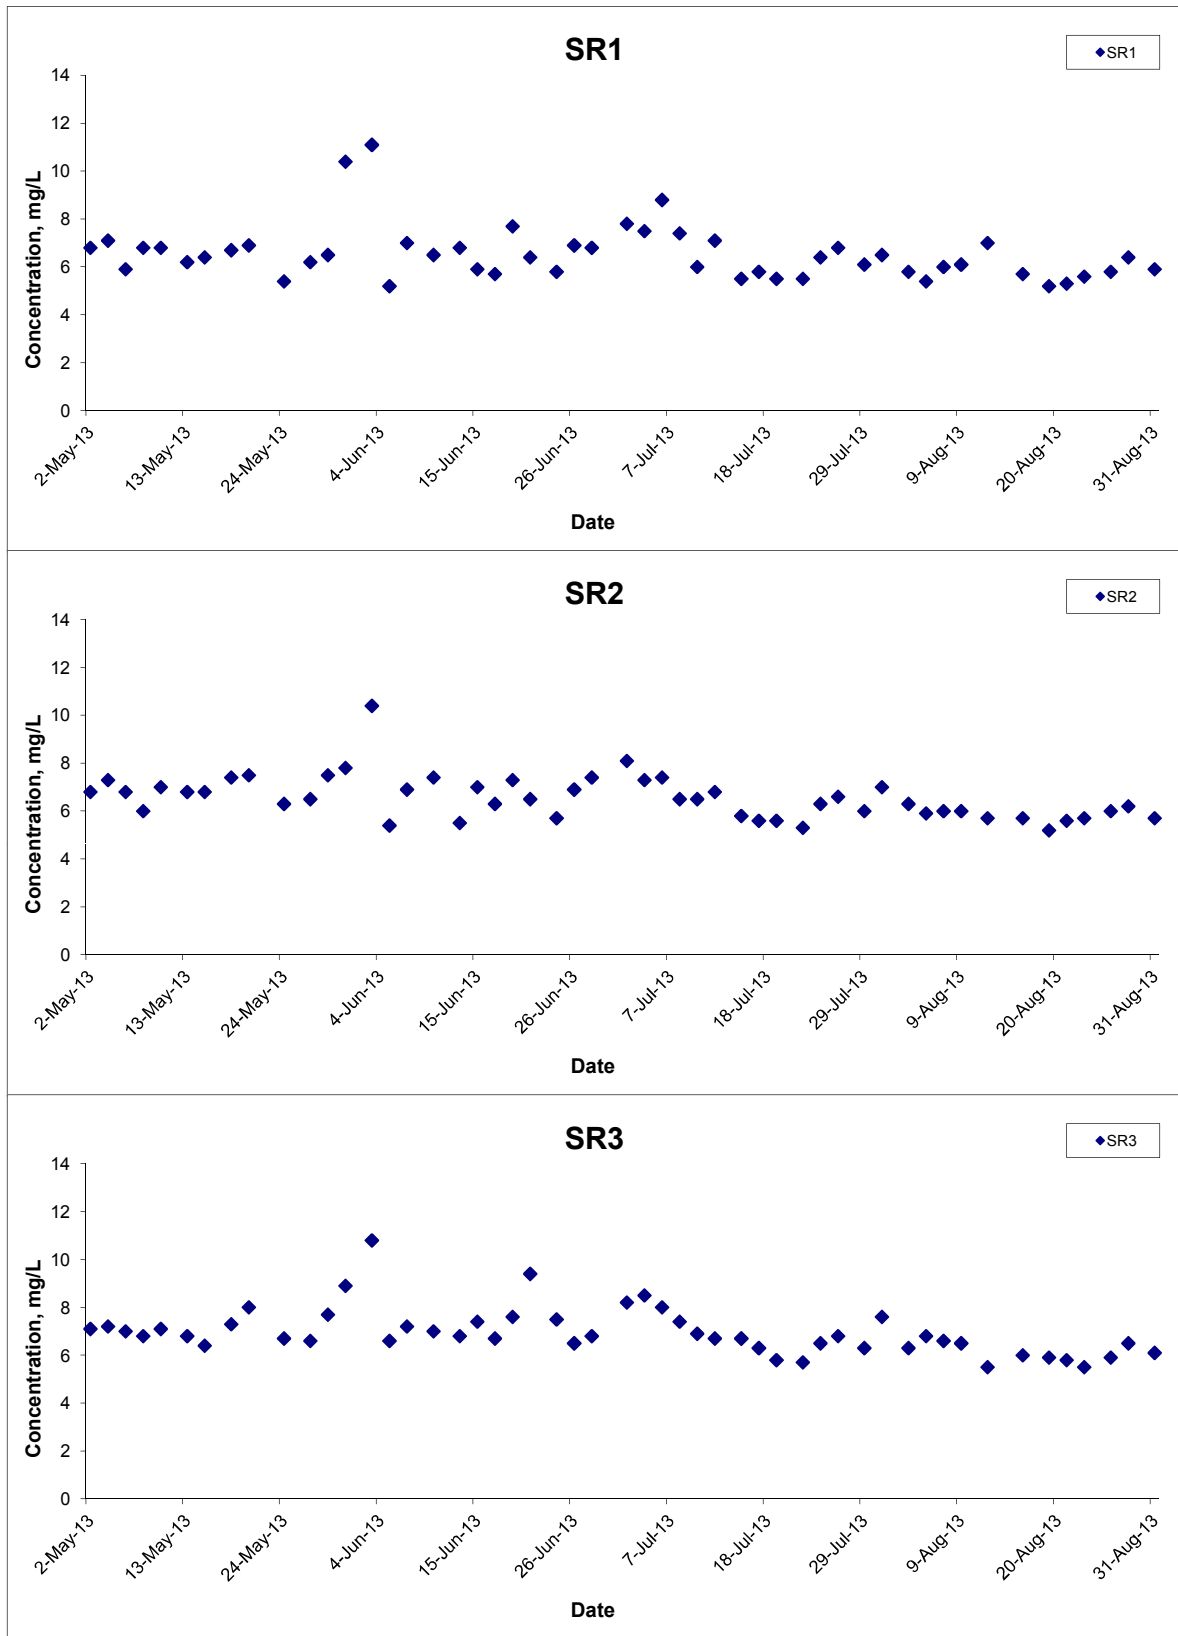 SR1
SR1
14
12
10
8
6
4
2
0
Concentration, mg/L
2-May-13
13-May-13
24-May-13
4-Jun-13
15-Jun-13
26-Jun-13
7-Jul-13
18-Jul-13
29-Jul-13
9-Aug-13
20-Aug-13
31-Aug-13
Date
SR2
SR2
14
12
10
8
6
4
2
0
Concentration, mg/L
2-May-13
13-May-13
24-May-13
4-Jun-13
15-Jun-13
26-Jun-13
7-Jul-13
18-Jul-13
29-Jul-13
9-Aug-13
20-Aug-13
31-Aug-13
Date
SR3
SR3
14
12
10
8
6
4
2
0
Concentration, mg/L
2-May-13
13-May-13
24-May-13
4-Jun-13
15-Jun-13
26-Jun-13
7-Jul-13
18-Jul-13
29-Jul-13
9-Aug-13
20-Aug-13
31-Aug-13
Date